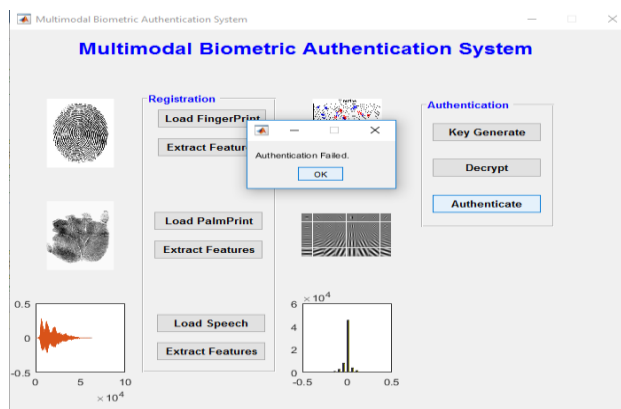 Multimodal Biometric Authentication System
Multimodal Biometric Authentication System
Registration
Load FingerPrint
Extract
Authentication Failed.
OK
Load PalmPrint
Extract Features
Load Speech
Extract Features
Authentication
Key Generate
Decrypt
Authenticate
0.5
0
-0.5
0
5
10
× 10⁴
6
× 10⁴
4
2
0
-0.5
0
0.5